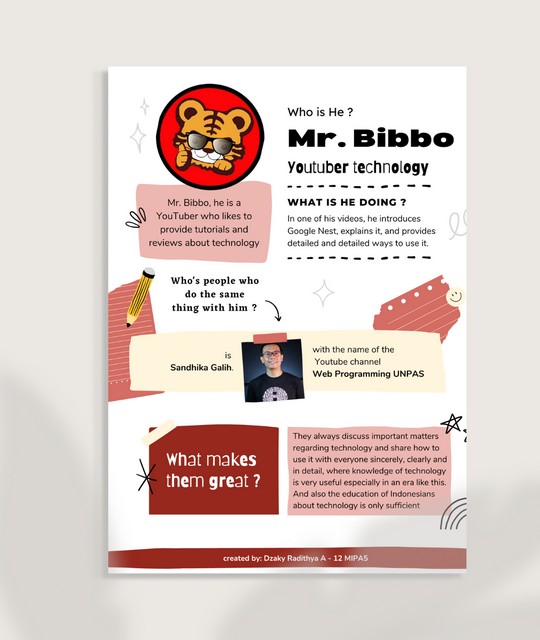 Who is He ?
Mr. Bibbo
Youtuber technology
Mr. Bibbo, he is a
YouTuber who likes to
provide tutorials and
reviews about technology
WHAT IS HE DOING ?
In one of his videos, he introduces
Google Nest, explains it, and provides
detailed and detailed ways to use it.
Who's people who
do the same
thing with him ?
is
Sandhika Galih.
with the name of the
Youtube channel
Web Programming UNPAS
What makes
them great ?
They always discuss important matters
regarding technology and share how to
use it with everyone sincerely, clearly and
in detail, where knowledge of technology
is very useful especially in an era like this.
And also the education of Indonesians
about technology is only sufficient
created by: Dzaky Radithya A - 12 MIPA5